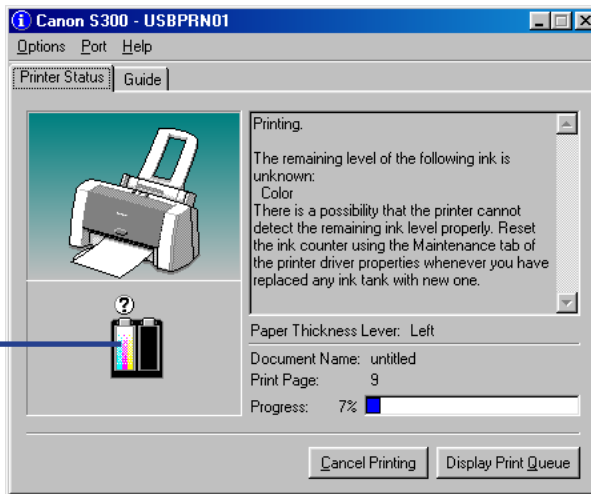 Canon S300 - USBPRN01
Options Port Help
Printer Status Guide
Printing.
The remaining level of the following ink is
unknown:
Color
There is a possibility that the printer cannot
detect the remaining ink level properly. Reset
the ink counter using the Maintenance tab of
the printer driver properties whenever you have
replaced any ink tank with new one.
?
Paper Thickness Lever: Left
Document Name: untitled
Print Page: 9
Progress: 7%
Cancel Printing Display Print Queue